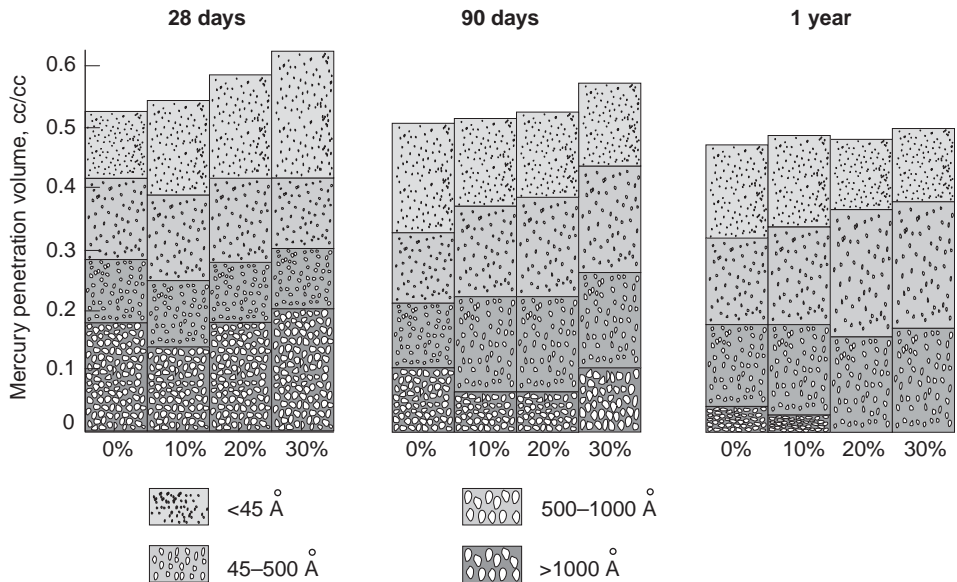 28 days 90 days 1 year
Mercury penetration volume, cc/cc
0.6
0.5
0.4
0.3
0.2
0.1
0
0% 10% 20% 30% 0% 10% 20% 30% 0% 10% 20% 30%
<45 Å 500–1000 Å
45–500 Å >1000 Å